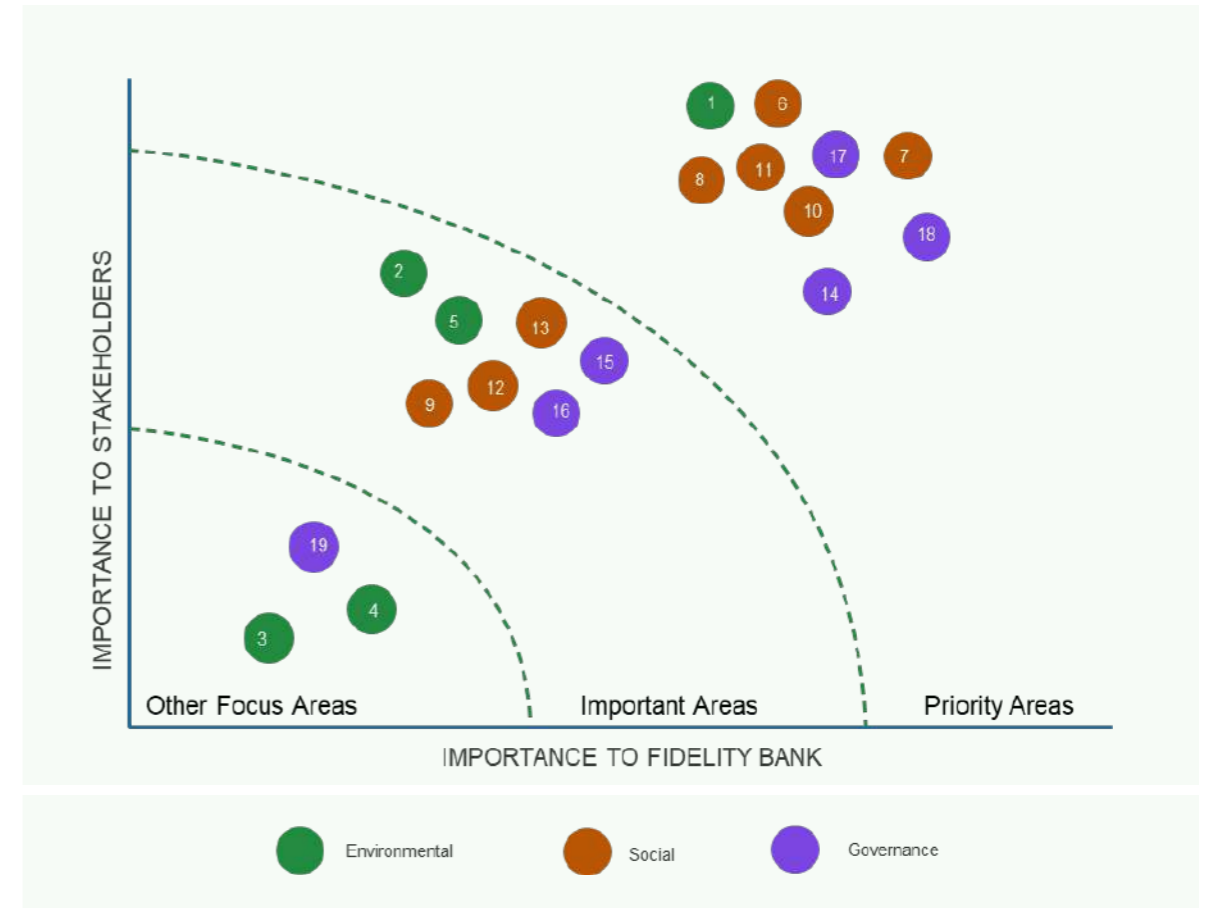 1
6
17
7
11
8
10
18
2
14
5
13
15
12
9
16
19
4
3
IMPORTANCE TO STAKEHOLDERS
Other Focus Areas
Important Areas
Priority Areas
IMPORTANCE TO FIDELITY BANK
Environmental
Social
Governance